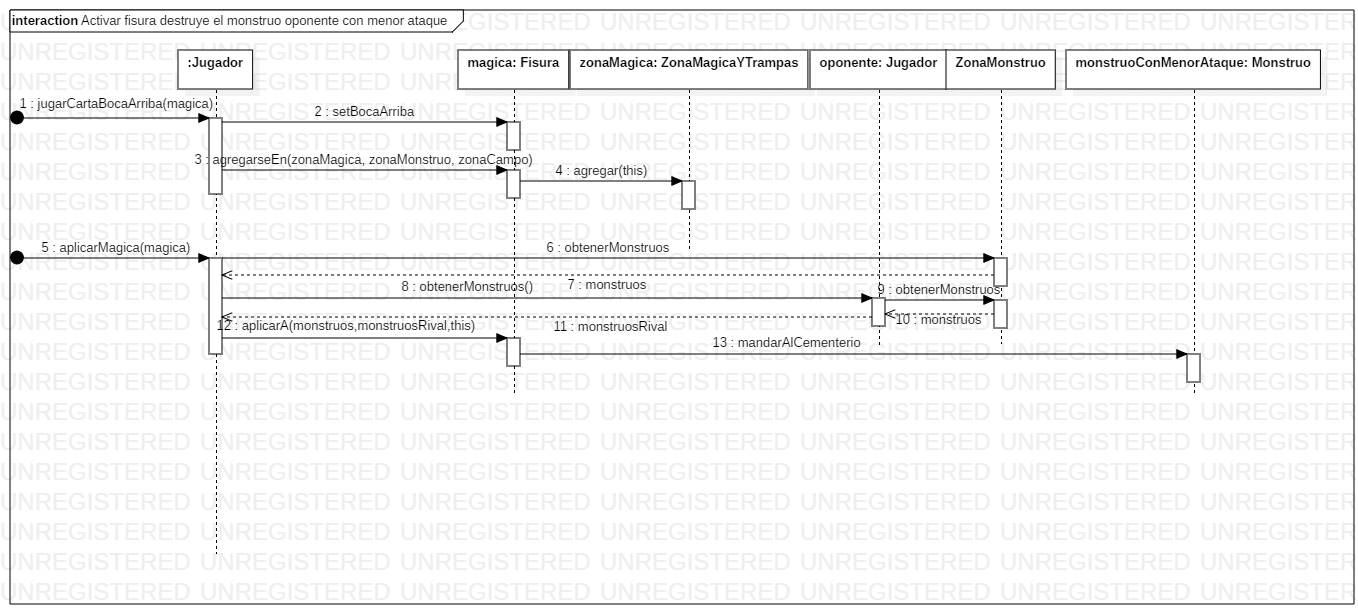 interaction Activar fisura destruye el monstruo oponente con menor ataque
:Jugador
magica: Fisura
zonaMagica: ZonaMagicaYTrampas
oponente: Jugador
ZonaMonstruo
monstruoConMenorAtaque: Monstruo
1 : jugarCartaBocaArriba(magica)
2 : setBocaArriba
3 : agregarseEn(zonaMagica, zonaMonstruo, zonaCampo)
4 : agregar(this)
5 : aplicarMagica(magica)
6 : obtenerMonstruos
7 : monstruos
8 : obtenerMonstruos()
9 : obtenerMonstruos
10 : monstruos
11 : monstruosRival
12 : aplicarA(monstruos,monstruosRival,this)
13 : mandarAlCementerio
UNREGISTERED